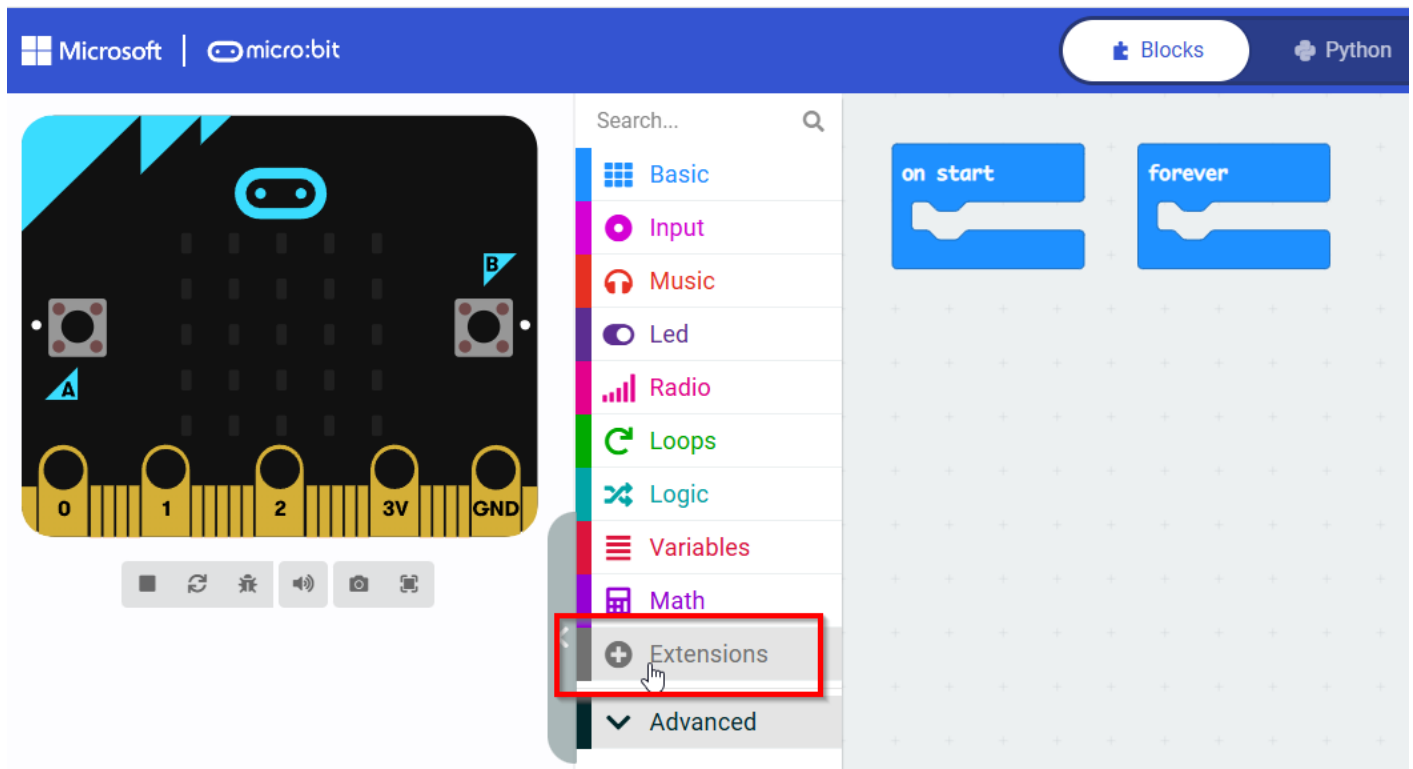 Microsoft micro:bit Blocks Python
Search...
Basic
Input
Music
Led
Radio
Loops
Logic
Variables
Math
Extensions
Advanced
B
A
0 1 2 3V GND
on start forever